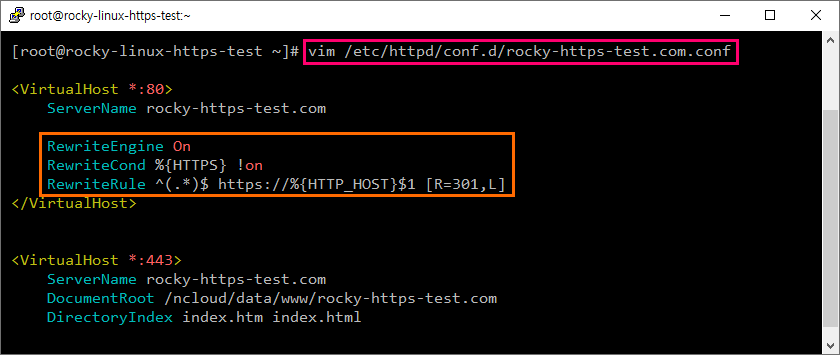 root@rocky-linux-https-test:~
[root@rocky-linux-https-test ~]# vim /etc/httpd/conf.d/rocky-https-test.com.conf
<VirtualHost *:80>
    ServerName rocky-https-test.com
    RewriteEngine On
    RewriteCond %{HTTPS} !on
    RewriteRule ^(.*)$ https://%{HTTP_HOST}$1 [R=301,L]
</VirtualHost>
<VirtualHost *:443>
    ServerName rocky-https-test.com
    DocumentRoot /ncloud/data/www/rocky-https-test.com
    DirectoryIndex index.htm index.html